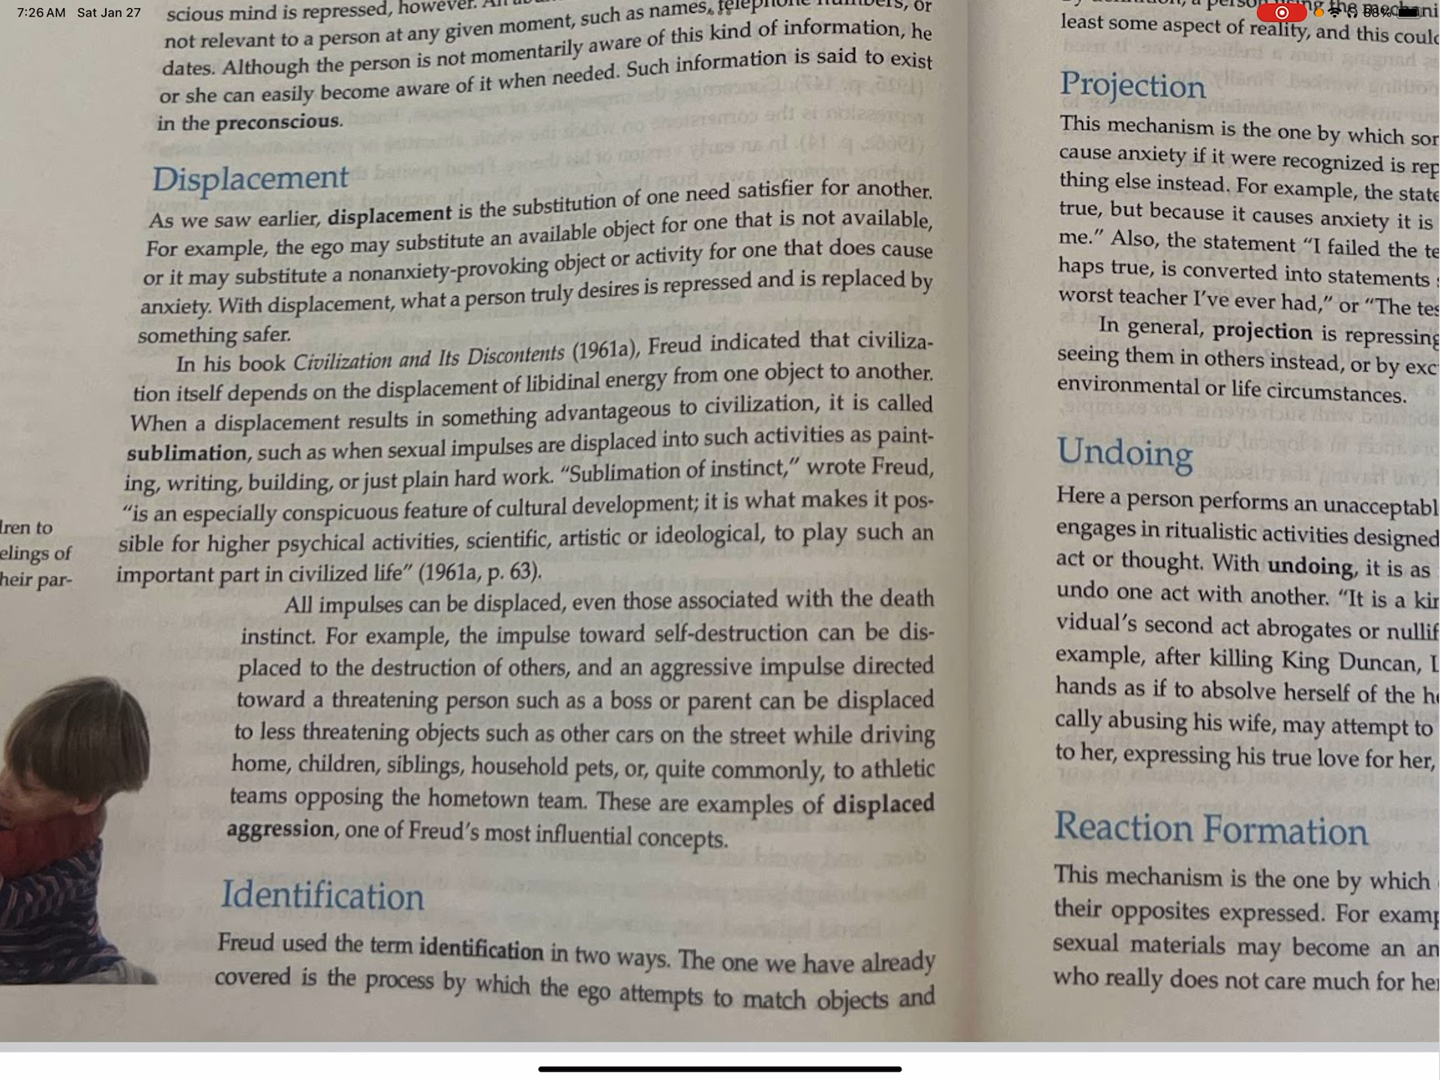 7:26 AM Sat Jan 27
scious mind is repressed, however.
not relevant to a person at any given moment, such as names, telephone numbers, or
dates. Although the person is not momentarily aware of this kind of information, he
or she can easily become aware of it when needed. Such information is said to exist
in the preconscious.
Displacement
As we saw earlier, displacement is the substitution of one need satisfier for another.
For example, the ego may substitute an available object for one that is not available,
or it may substitute a nonanxiety-provoking object or activity for one that does cause
anxiety. With displacement, what a person truly desires is repressed and is replaced by
something safer.
In his book Civilization and Its Discontents (1961a), Freud indicated that civiliza-
tion itself depends on the displacement of libidinal energy from one object to another.
When a displacement results in something advantageous to civilization, it is called
sublimation, such as when sexual impulses are displaced into such activities as paint-
ing, writing, building, or just plain hard work. “Sublimation of instinct,” wrote Freud,
“is an especially conspicuous feature of cultural development; it is what makes it pos-
sible for higher psychical activities, scientific, artistic or ideological, to play such an
important part in civilized life” (1961a, p. 63).
All impulses can be displaced, even those associated with the death
instinct. For example, the impulse toward self-destruction can be dis-
placed to the destruction of others, and an aggressive impulse directed
toward a threatening person such as a boss or parent can be displaced
to less threatening objects such as other cars on the street while driving
home, children, siblings, household pets, or, quite commonly, to athletic
teams opposing the hometown team. These are examples of displaced
aggression, one of Freud’s most influential concepts.
Identification
Freud used the term identification in two ways. The one we have already
covered is the process by which the ego attempts to match objects and
dren to
elings of
heir par-
least some aspect of reality, and this could
Projection
This mechanism is the one by which som
cause anxiety if it were recognized is rep
thing else instead. For example, the state
true, but because it causes anxiety it is
me.” Also, the statement “I failed the te
haps true, is converted into statements
worst teacher I’ve ever had,” or “The tes
In general, projection is repressing
seeing them in others instead, or by exc
environmental or life circumstances.
Undoing
Here a person performs an unacceptabl
engages in ritualistic activities designed
act or thought. With undoing, it is as
undo one act with another. “It is a kin
vidual’s second act abrogates or nullif
example, after killing King Duncan, L
hands as if to absolve herself of the he
cally abusing his wife, may attempt to
to her, expressing his true love for her,
Reaction Formation
This mechanism is the one by which
their opposites expressed. For examp
sexual materials may become an an
who really does not care much for her